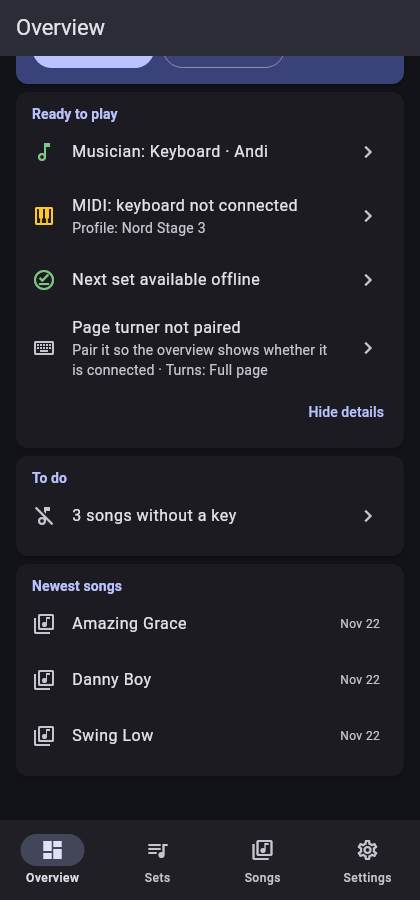 Overview
Ready to play
Musician: Keyboard · Andi
MIDI: keyboard not connected
Profile: Nord Stage 3
Next set available offline
Page turner not paired
Pair it so the overview shows whether it
is connected · Turns: Full page
Hide details
To do
3 songs without a key
Newest songs
Amazing Grace Nov 22
Danny Boy Nov 22
Swing Low Nov 22
Overview Sets Songs Settings